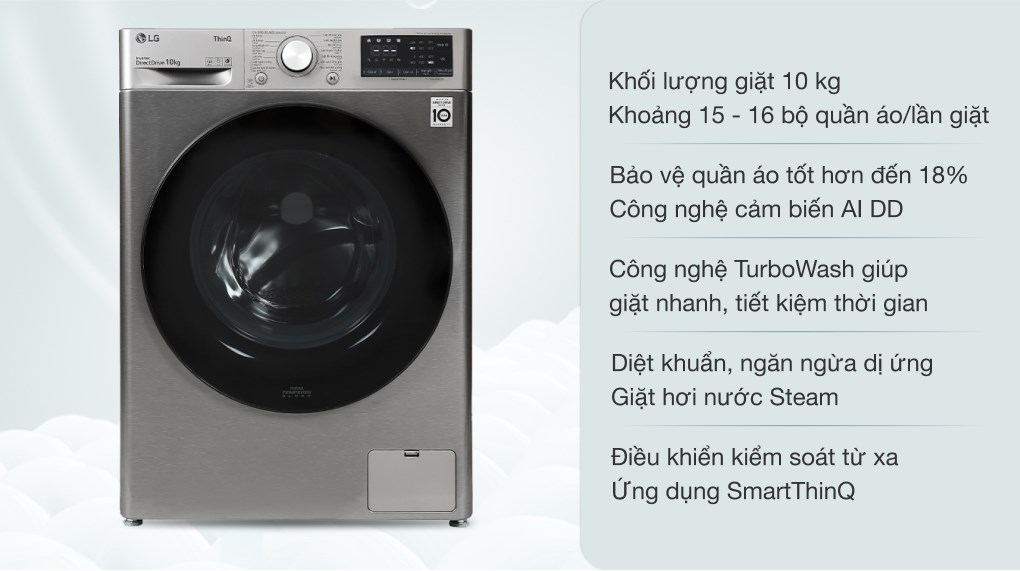 LG
ThinQ
DirectDrive 10kg
10
Khối lượng giặt 10 kg
Khoảng 15 - 16 bộ quần áo/lần giặt
Bảo vệ quần áo tốt hơn đến 18%
Công nghệ cảm biến AI DD
Công nghệ TurboWash giúp
giặt nhanh, tiết kiệm thời gian
Diệt khuẩn, ngăn ngừa dị ứng
Giặt hơi nước Steam
Điều khiển kiểm soát từ xa
Ứng dụng SmartThinQ